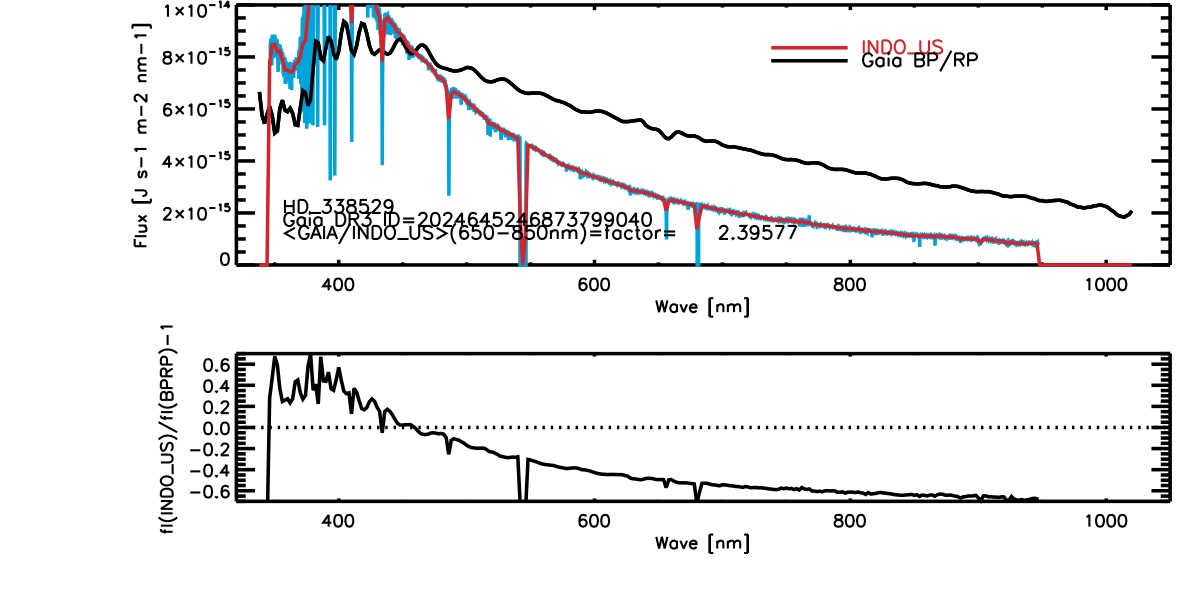 1×10−14
8×10−15
6×10−15
4×10−15
2×10−15
0
Flux [J s−1 m−2 nm−1]
INDO_US
Gaia BP/RP
HD_338529
Gaia DR3_ID=2024645246873799040
<GAIA/INDO_US>(650−850nm)=factor= 2.39577
400 600 800 1000
Wave [nm]
fl(INDO_US)/fl(BPRP)−1
0.6
0.4
0.2
0.0
−0.2
−0.4
−0.6
400 600 800 1000
Wave [nm]